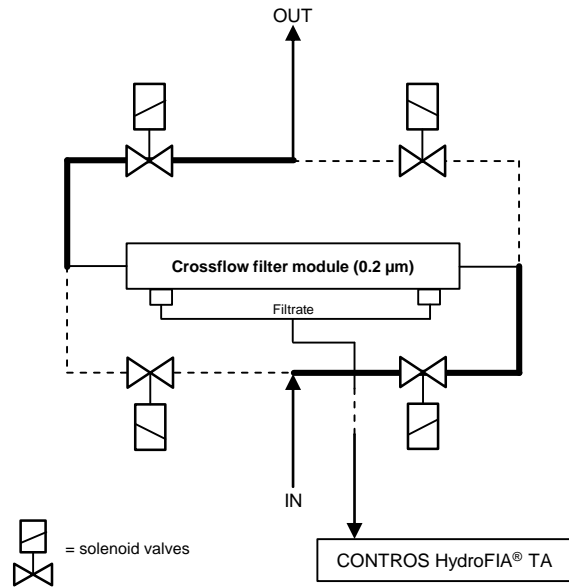 OUT
Crossflow filter module (0.2 µm)
Filtrate
IN
= solenoid valves
CONTROS HydroFIA® TA